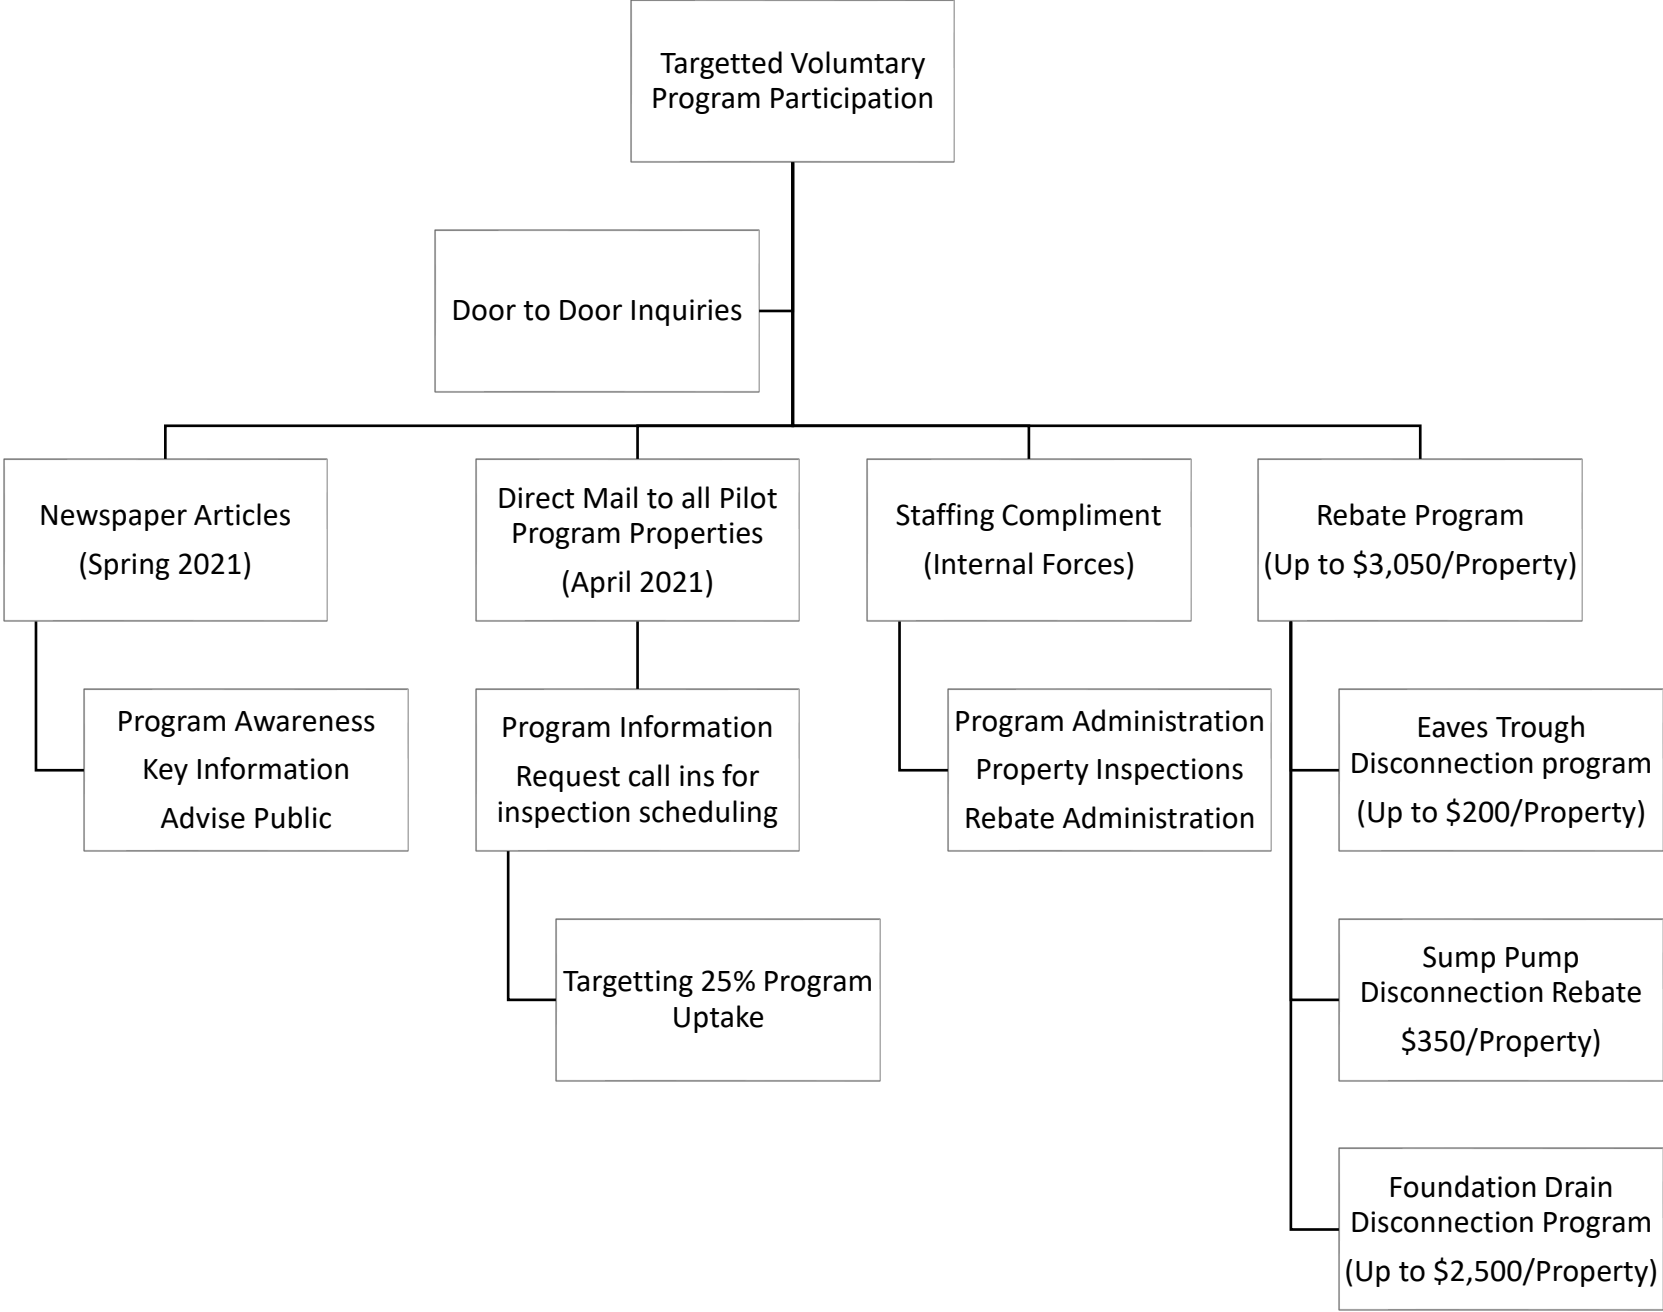 Targetted Volumtary
Program Participation
Door to Door Inquiries
Newspaper Articles
(Spring 2021)
Direct Mail to all Pilot
Program Properties
(April 2021)
Staffing Compliment
(Internal Forces)
Rebate Program
(Up to $3,050/Property)
Program Awareness
Key Information
Advise Public
Program Information
Request call ins for
inspection scheduling
Program Administration
Property Inspections
Rebate Administration
Eaves Trough
Disconnection program
(Up to $200/Property)
Targetting 25% Program
Uptake
Sump Pump
Disconnection Rebate
$350/Property)
Foundation Drain
Disconnection Program
(Up to $2,500/Property)